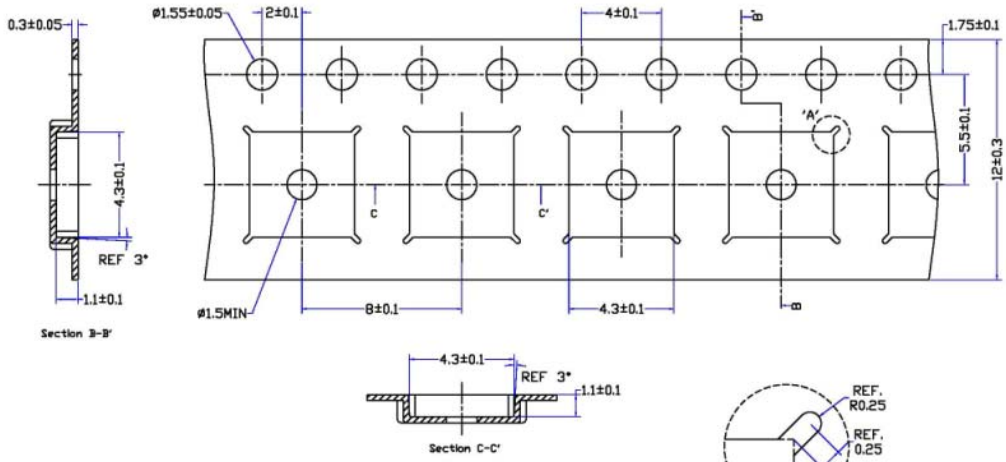 0.3±0.05
Ø1.55±0.05
2±0.1
4±0.1
B'
1.75±0.1
'A'
5.5±0.1
12±0.3
4.3±0.1
C
C'
REF 3°
1.1±0.1
Ø1.5MIN
8±0.1
4.3±0.1
B
Section B-B'
4.3±0.1
REF 3°
1.1±0.1
Section C-C'
REF.
R0.25
REF.
0.25